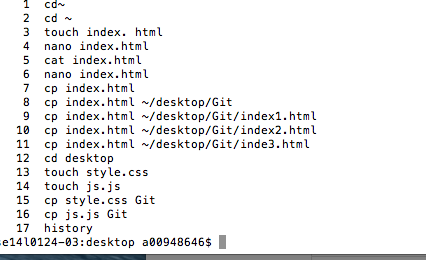 1 cd~
2 cd ~
3 touch index. html
4 nano index.html
5 cat index.html
6 nano index.html
7 cp index.html
8 cp index.html ~/desktop/Git
9 cp index.html ~/desktop/Git/index1.html
10 cp index.html ~/desktop/Git/index2.html
11 cp index.html ~/desktop/Git/inde3.html
12 cd desktop
13 touch style.css
14 touch js.js
15 cp style.css Git
16 cp js.js Git
17 history
se14l0124-03:desktop a00948646$